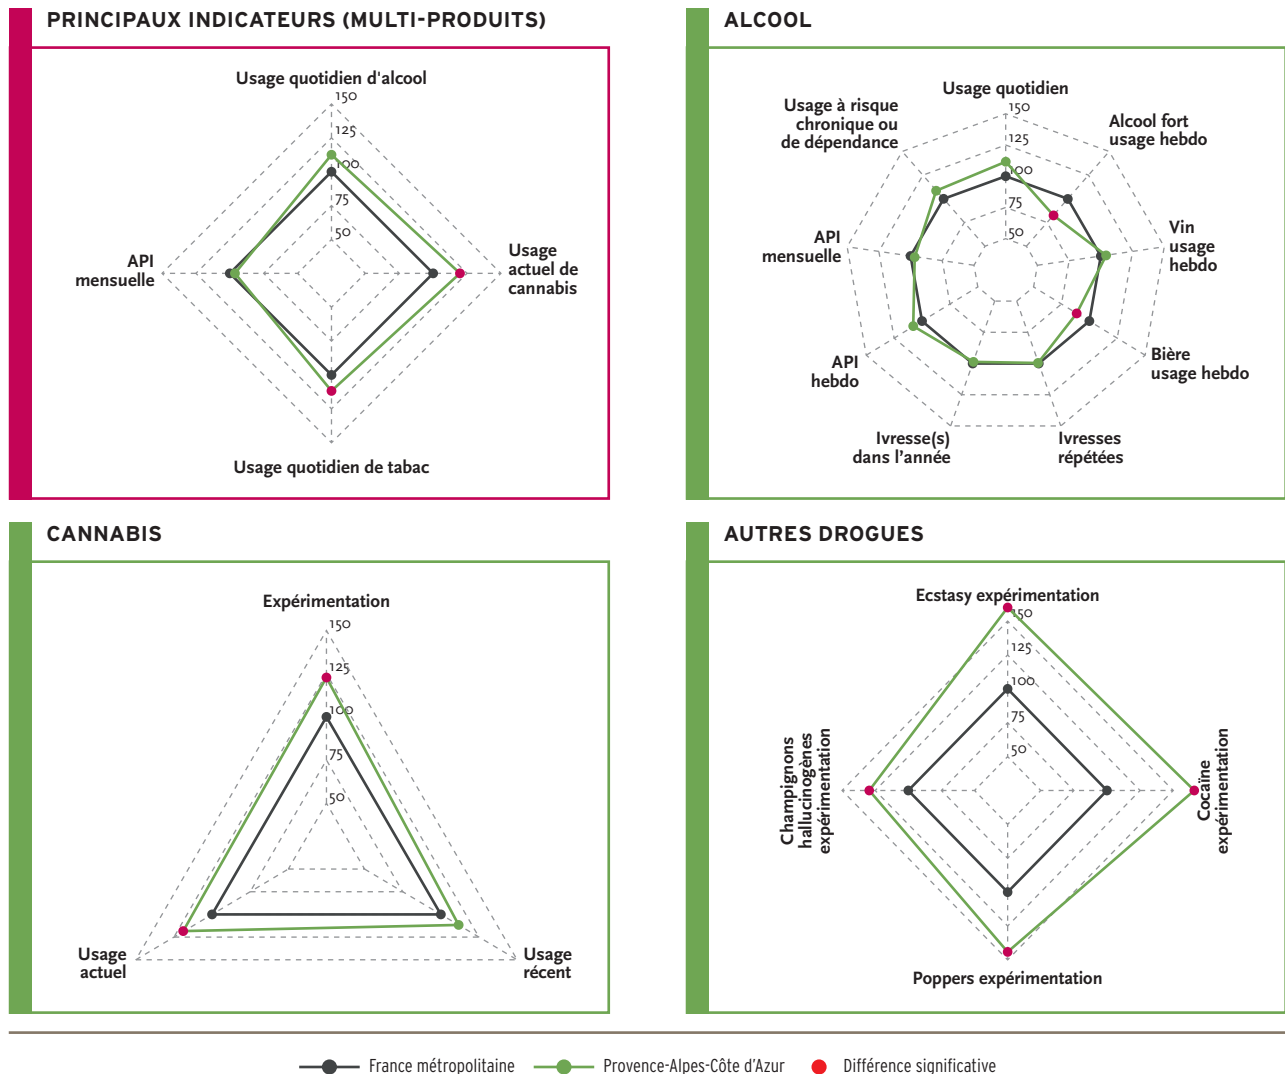 PRINCIPAUX INDICATEURS (MULTI-PRODUITS)
Usage quotidien d'alcool
150
125
100
75
50
API
mensuelle
Usage
actuel de
cannabis
Usage quotidien de tabac
ALCOOL
Usage quotidien
150
125
100
75
50
Usage à risque
chronique ou
de dépendance
Alcool fort
usage hebdo
API
mensuelle
Vin
usage
hebdo
API
hebdo
Bière
usage hebdo
Ivresse(s)
dans l'année
Ivresses
répétées
CANNABIS
Expérimentation
150
125
100
75
50
Usage
actuel
Usage
récent
AUTRES DROGUES
Ecstasy expérimentation
150
125
100
75
50
Champignons
hallucinogènes
expérimentation
Cocaïne
expérimentation
Poppers expérimentation
France métropolitaine
Provence-Alpes-Côte d'Azur
Différence significative